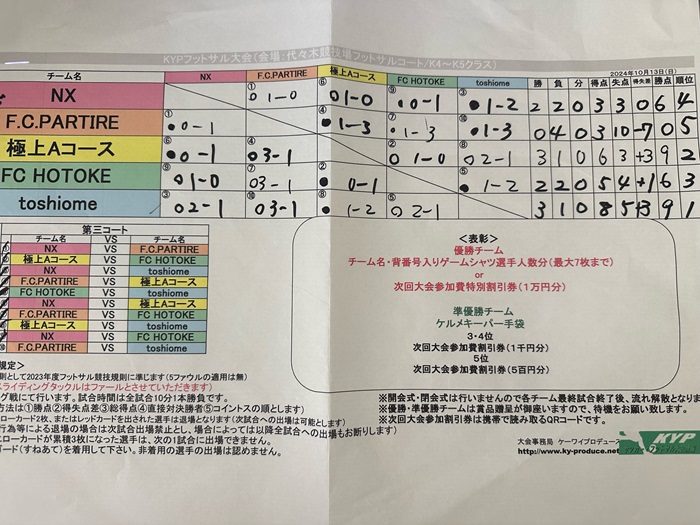 KYPフットサル大会(会場:代々木競技場フットサルコート/K4〜K5クラス)
2024年10月13日(日)
チーム名 NX F.C.PARTIRE 極上Aコース FC HOTOKE toshiome 勝 負 分 得点 失点 得失差 勝点 順位
NX ①○1-0 ⑥○1-0 ⑨●0-1 ③●1-2 2 2 0 3 3 0 6 4
F.C.PARTIRE ①●0-1 ④●1-3 ⑦●1-3 ⑩●1-3 0 4 0 3 10 -7 0 5
極上Aコース ⑥●0-1 ④○3-1 ②○1-0 ⑧○2-1 3 1 0 6 3 +3 9 2
FC HOTOKE ⑨○1-0 ⑦○3-1 ②●0-1 ⑤●1-2 2 2 0 5 4 +1 6 3
toshiome ③○2-1 ⑩○3-1 ⑧●1-2 ⑤○2-1 3 1 0 8 5 +3 9 1
第三コート
チーム名 VS チーム名
NX VS F.C.PARTIRE
極上Aコース VS FC HOTOKE
NX VS toshiome
F.C.PARTIRE VS 極上Aコース
FC HOTOKE VS toshiome
NX VS 極上Aコース
F.C.PARTIRE VS FC HOTOKE
極上Aコース VS toshiome
NX VS FC HOTOKE
F.C.PARTIRE VS toshiome
<表彰>
優勝チーム
チーム名・背番号入りゲームシャツ選手人数分(最大7枚まで)
or
次回大会参加費特別割引券(1万円分)
準優勝チーム
ケルメキーパー手袋
3・4位
次回大会参加費割引券(1千円分)
5位
次回大会参加費割引券(5百円分)
規定>
則として2023年度フットサル競技規則に準じます(5ファウルの適用は無)
スライディングタックルはファールとさせていただきます)
グ戦にて行います。試合時間は全試合10分1本勝負です。
方法は①勝点②得失点差③総得点④直接対決勝者⑤コイントスの順とします)
ローカード2枚、またはレッドカードを出された選手は退場となります(次試合への出場は可能とします)
行為等による退場の場合は次試合出場禁止とし、場合によっては以降全試合への出場もお断りします)
エローカードが累積3枚になった選手は、次の1試合に出場できません。
ガード(すねあて)を着用して下さい。非着用の選手の出場は認めません。
※開会式・閉会式は行いませんので各チーム最終試合終了後、流れ解散となりま
※優勝・準優勝チームは賞品贈呈が御座いますので、待機をお願い致します。
※次回大会参加費割引券は携帯で読み取るQRコードです。
大会事務局 ケーワイプロデュース
http://www.ky-produce.net
KYP